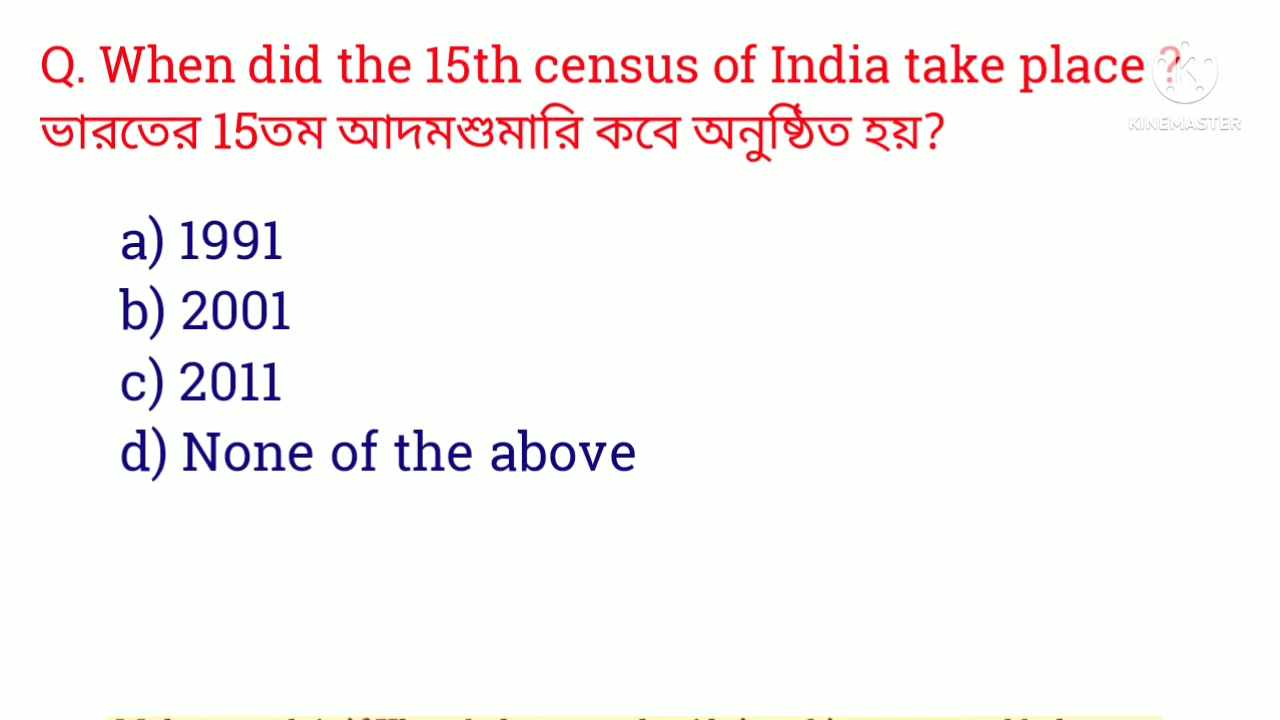 Q. When did the 15th census of India take place ?
ভারতের 15তম আদমশুমারি কবে অনুষ্ঠিত হয়?
KINEMASTER
a) 1991
b) 2001
c) 2011
d) None of the above